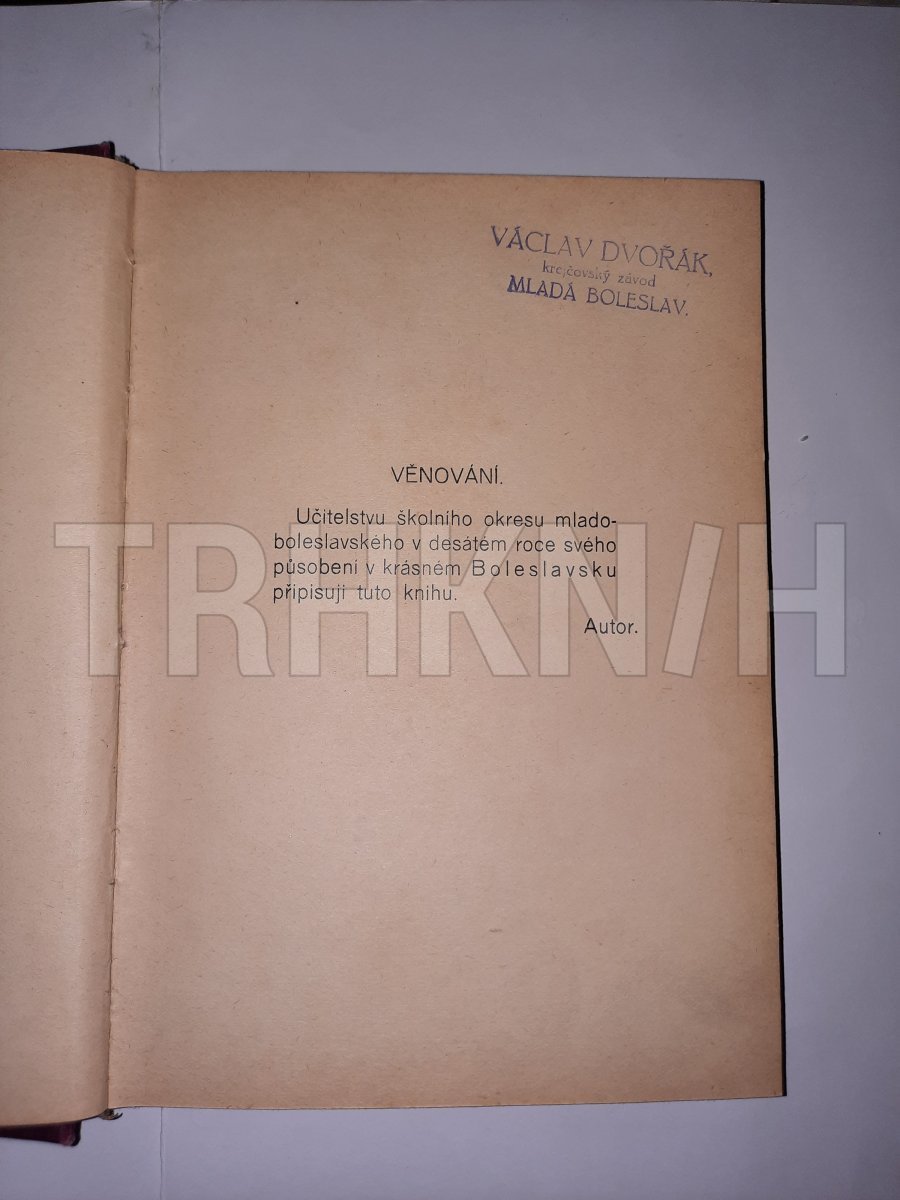 VÁCLAV DVOŘÁK,
krejčovský závod
MLADÁ BOLESLAV.
VĚNOVÁNÍ.
Učitelstvu školního okresu mlado-
boleslavského v desátém roce svého
působení v krásném Boleslavsku
připisuji tuto knihu.
Autor.
TRHKNIH